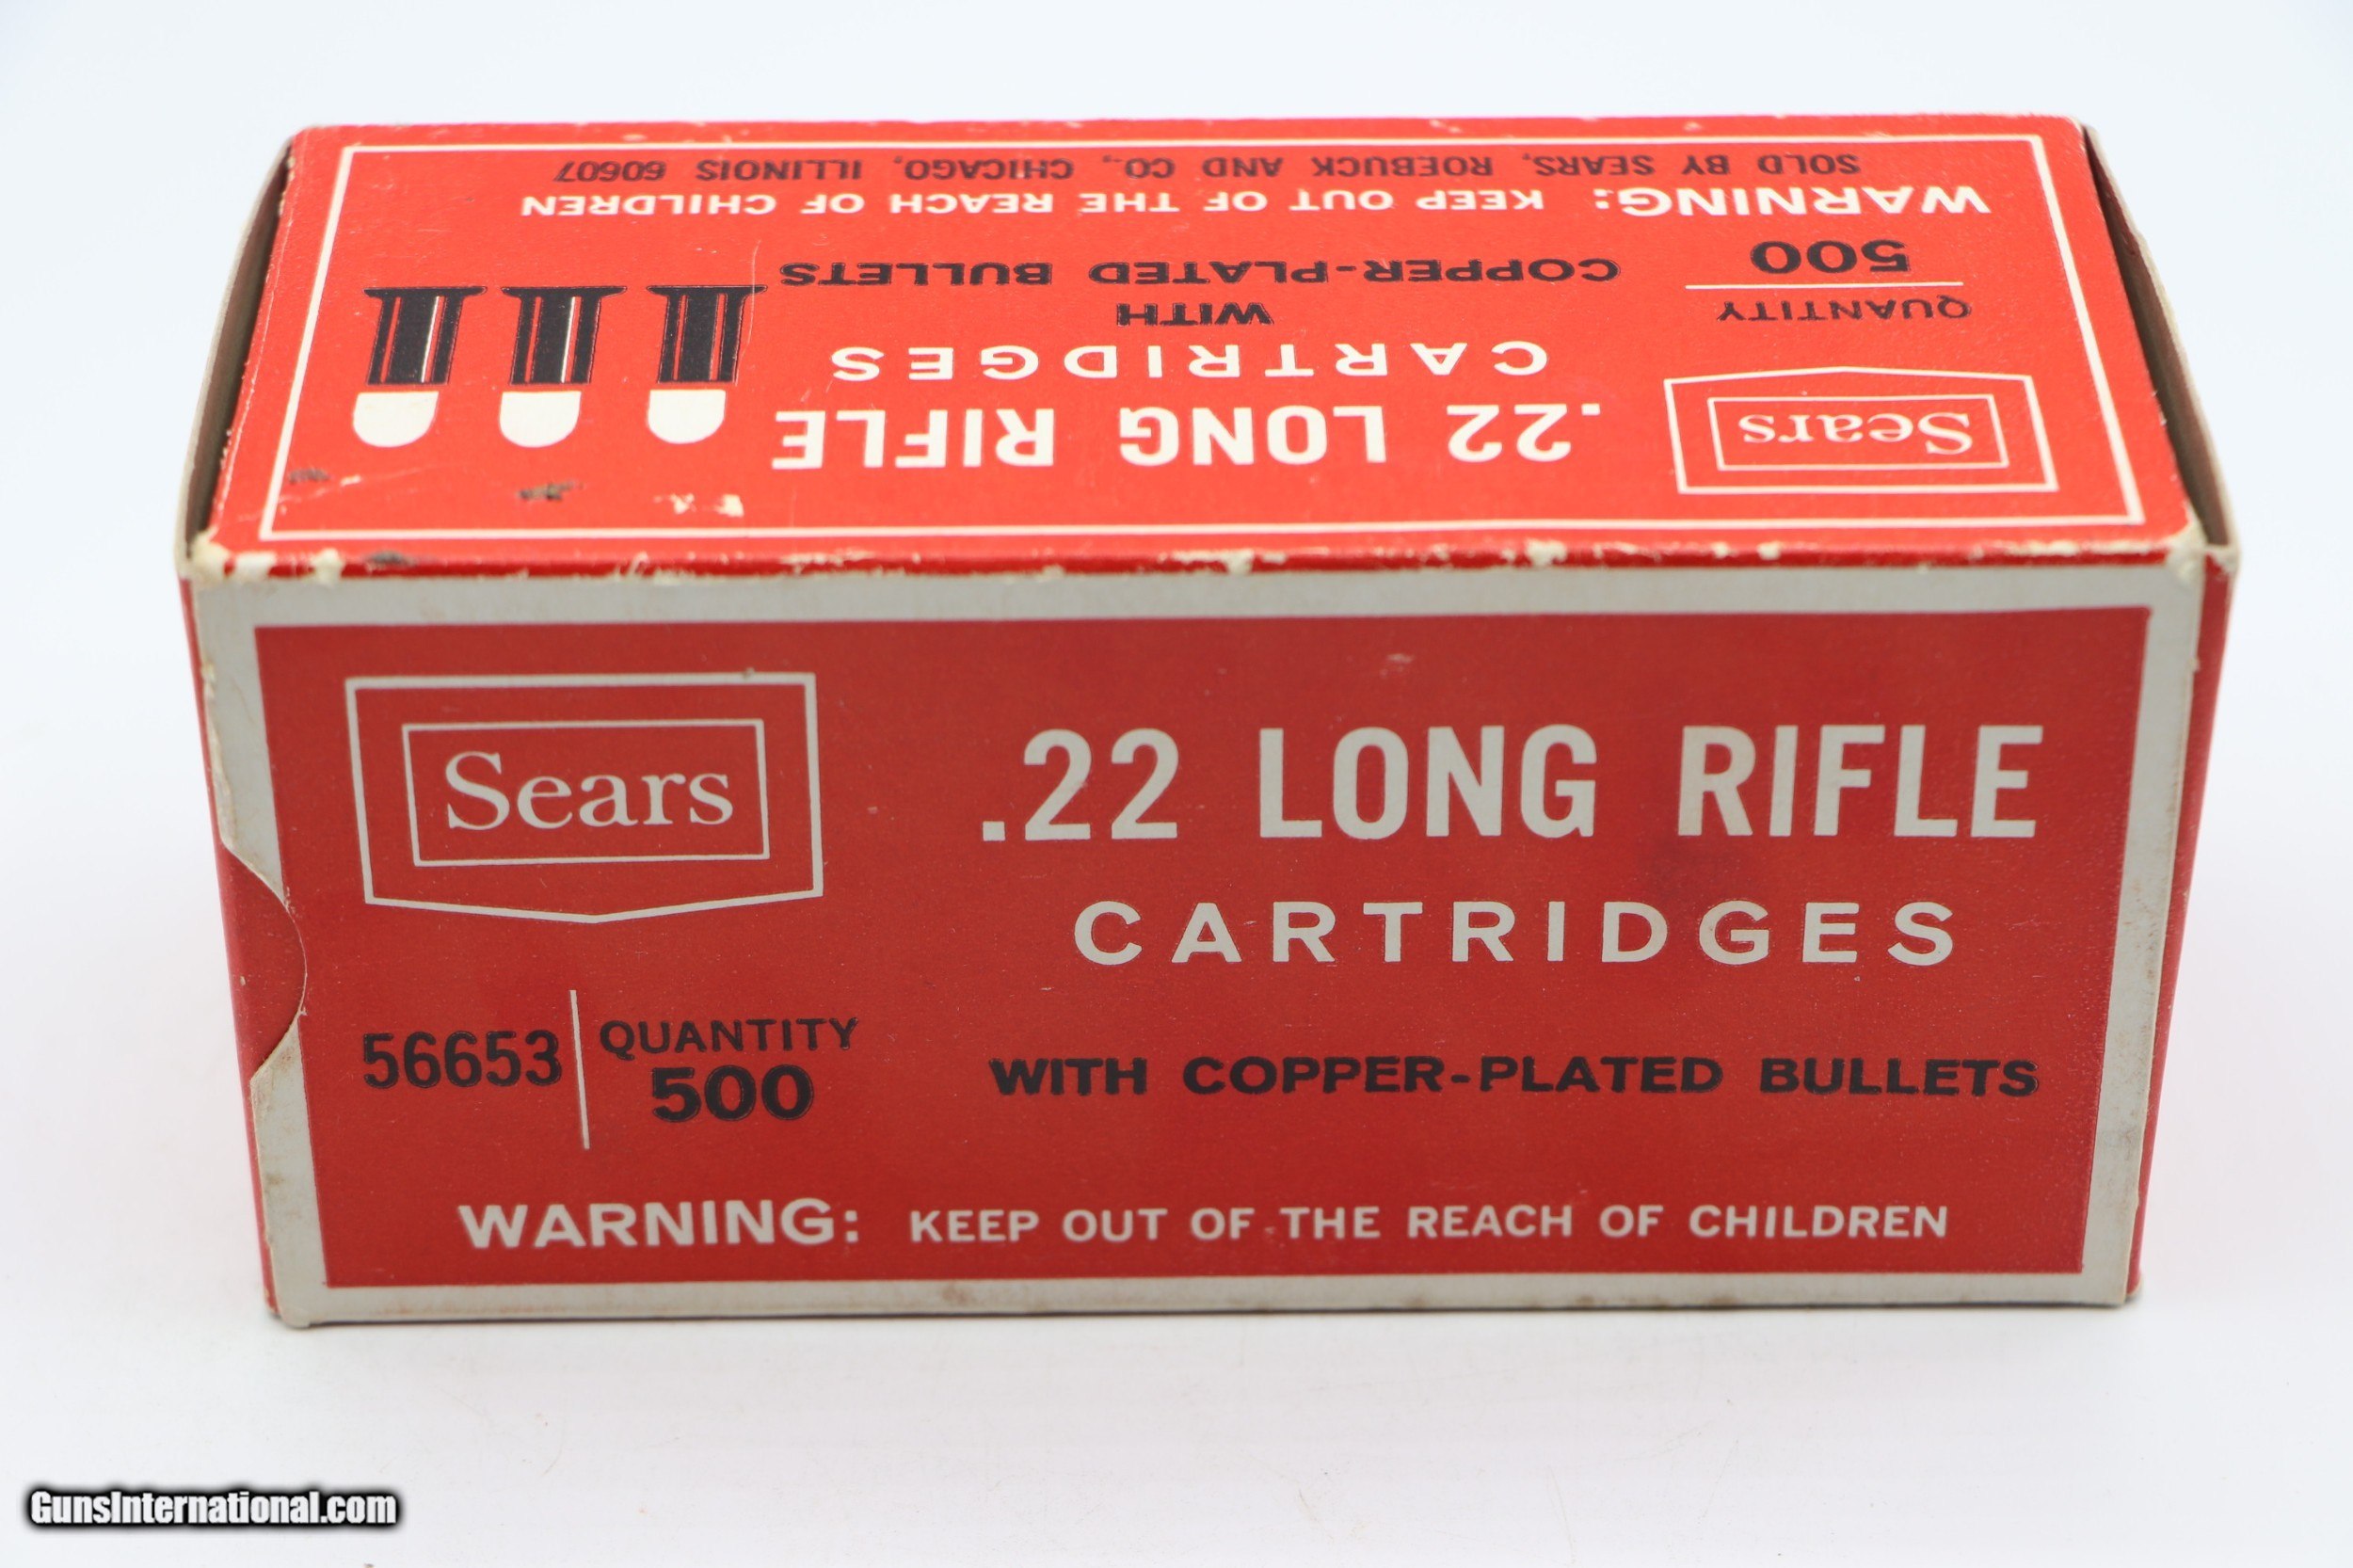 Sears
.22 LONG RIFLE
CARTRIDGES
WITH
COPPER-PLATED BULLETS
QUANTITY
500
WARNING: KEEP OUT OF THE REACH OF CHILDREN
SOLD BY SEARS, ROEBUCK AND CO., CHICAGO, ILLINOIS 60607
Sears
.22 LONG RIFLE
CARTRIDGES
56653 QUANTITY
500
WITH COPPER-PLATED BULLETS
WARNING: KEEP OUT OF THE REACH OF CHILDREN
GunsInternational.com